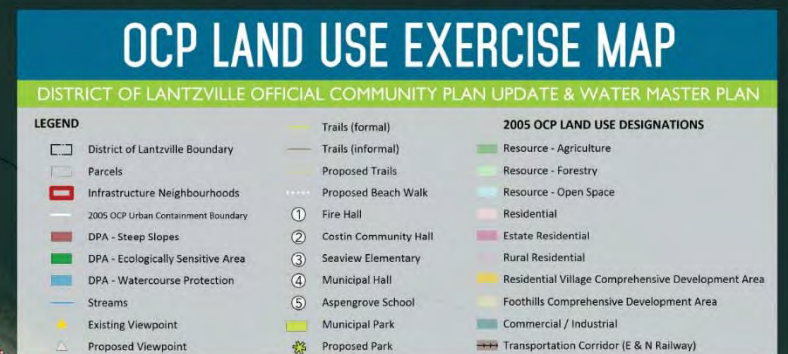 OCP LAND USE EXERCISE MAP
DISTRICT OF LANTZVILLE OFFICIAL COMMUNITY PLAN UPDATE & WATER MASTER PLAN
LEGEND
District of Lantzville Boundary
Parcels
Infrastructure Neighbourhoods
2005 OCP Urban Containment Boundary
DPA - Steep Slopes
DPA - Ecologically Sensitive Area
DPA - Watercourse Protection
Streams
Existing Viewpoint
Proposed Viewpoint
Trails (formal)
Trails (informal)
Proposed Trails
Proposed Beach Walk
1 Fire Hall
2 Costin Community Hall
3 Seaview Elementary
4 Municipal Hall
5 Aspengrove School
Municipal Park
Proposed Park
2005 OCP LAND USE DESIGNATIONS
Resource - Agriculture
Resource - Forestry
Resource - Open Space
Residential
Estate Residential
Rural Residential
Residential Village Comprehensive Development Area
Foothills Comprehensive Development Area
Commercial / Industrial
Transportation Corridor (E & N Railway)